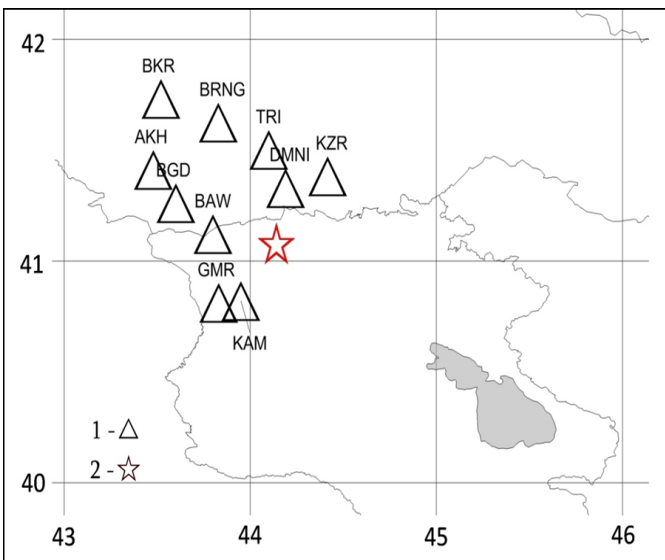 42
BKR
BRNG
TRI
AKH
DMNI
KZR
BGD
BAW
41
GMR
KAM
1 -
2 -
40
43
44
45
46